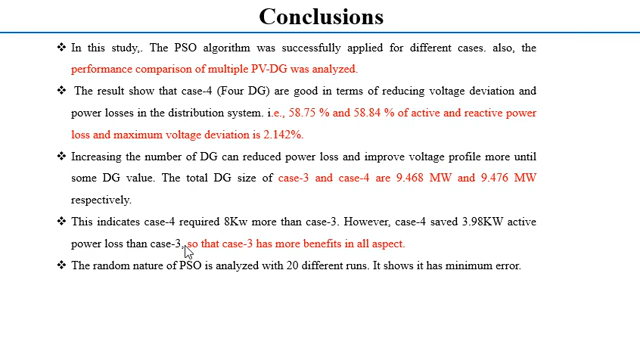 Conclusions
❖ In this study,. The PSO algorithm was successfully applied for different cases. also, the
performance comparison of multiple PV-DG was analyzed.
❖ The result show that case-4 (Four DG) are good in terms of reducing voltage deviation and
power losses in the distribution system. i.e., 58.75 % and 58.84 % of active and reactive power
loss and maximum voltage deviation is 2.142%.
❖ Increasing the number of DG can reduced power loss and improve voltage profile more until
some DG value. The total DG size of case-3 and case-4 are 9.468 MW and 9.476 MW
respectively.
❖ This indicates case-4 required 8Kw more than case-3. However, case-4 saved 3.98KW active
power loss than case-3, so that case-3 has more benefits in all aspect.
❖ The random nature of PSO is analyzed with 20 different runs. It shows it has minimum error.